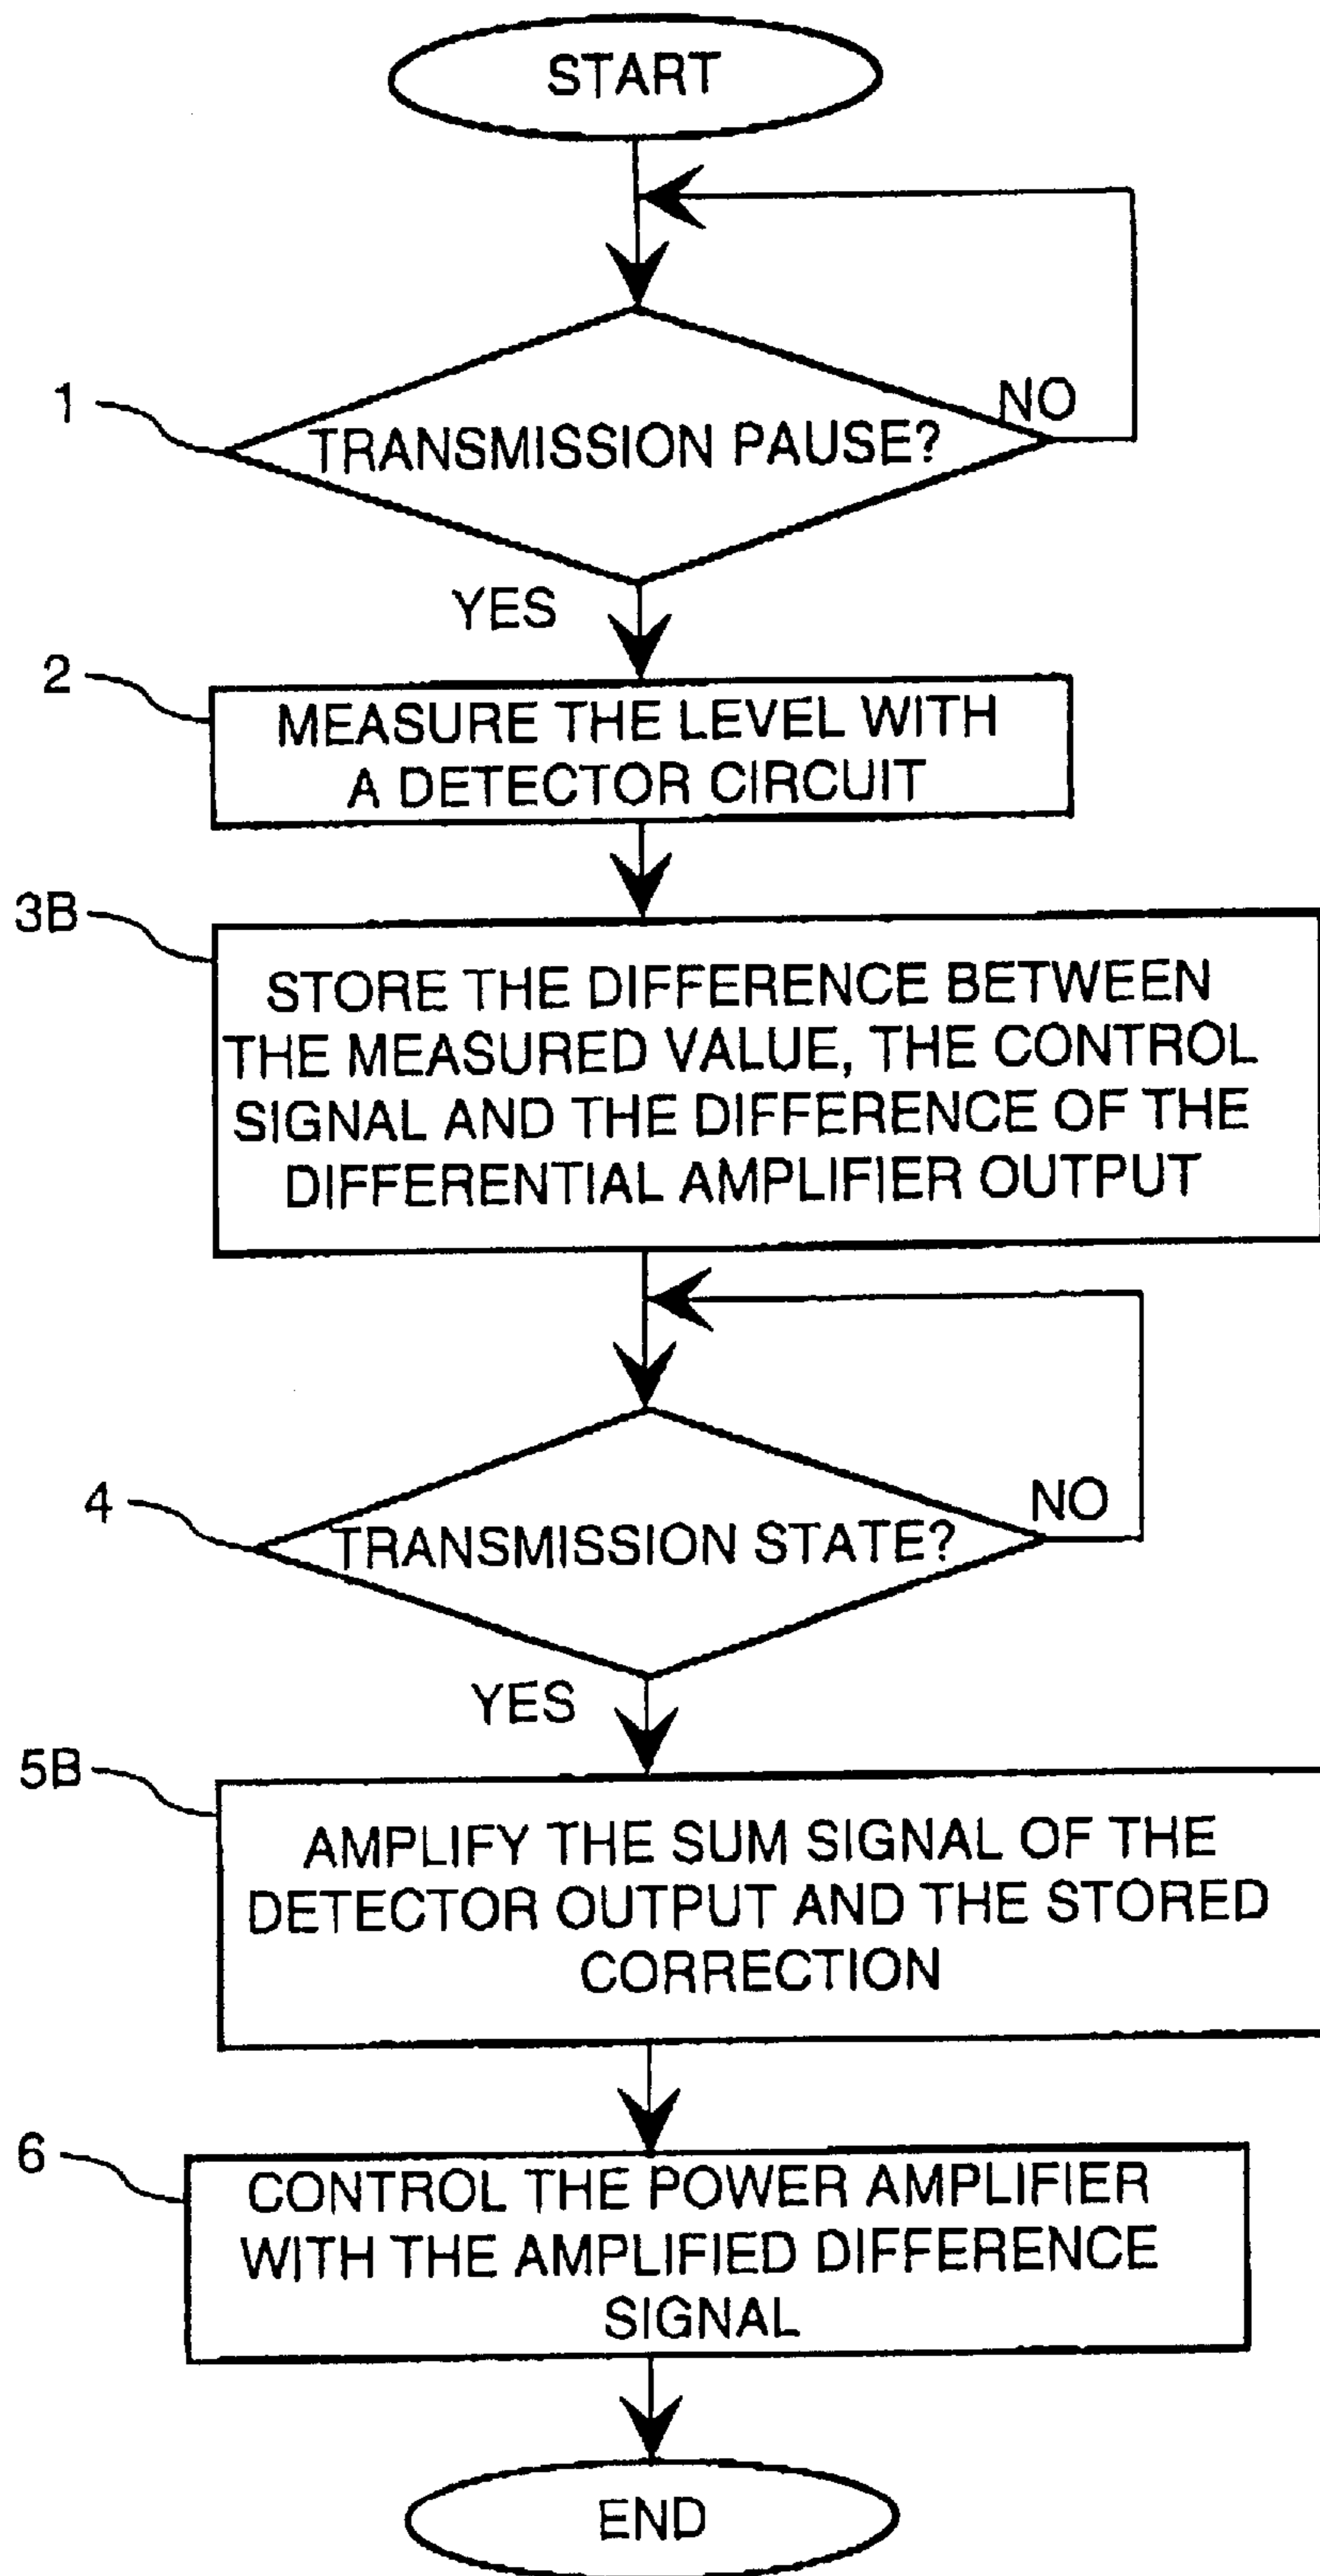 START
1
TRANSMISSION PAUSE?
NO
YES
2
MEASURE THE LEVEL WITH
A DETECTOR CIRCUIT
3B
STORE THE DIFFERENCE BETWEEN
THE MEASURED VALUE, THE CONTROL
SIGNAL AND THE DIFFERENCE OF THE
DIFFERENTIAL AMPLIFIER OUTPUT
4
TRANSMISSION STATE?
NO
YES
5B
AMPLIFY THE SUM SIGNAL OF THE
DETECTOR OUTPUT AND THE STORED
CORRECTION
6
CONTROL THE POWER AMPLIFIER
WITH THE AMPLIFIED DIFFERENCE
SIGNAL
END